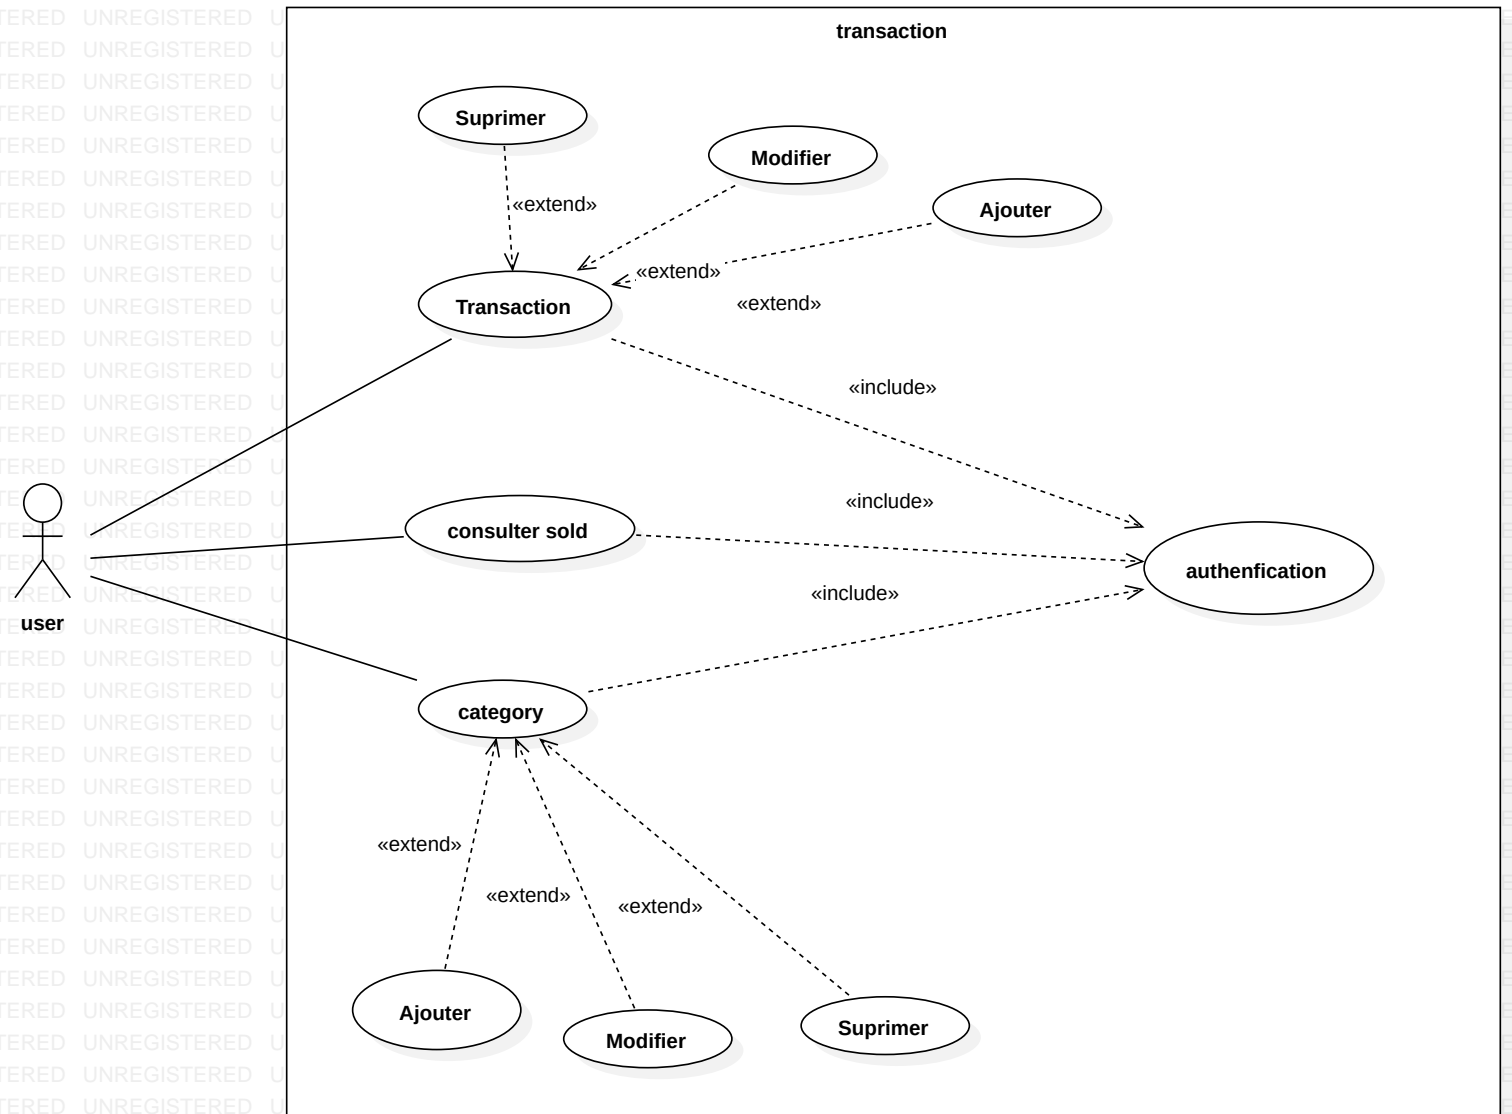 transaction
Suprimer
Modifier
Ajouter
«extend»
«extend»
«extend»
Transaction
«include»
«include»
consulter sold
authenfication
«include»
user
category
«extend»
«extend»
«extend»
Ajouter
Modifier
Suprimer
UNREGISTERED